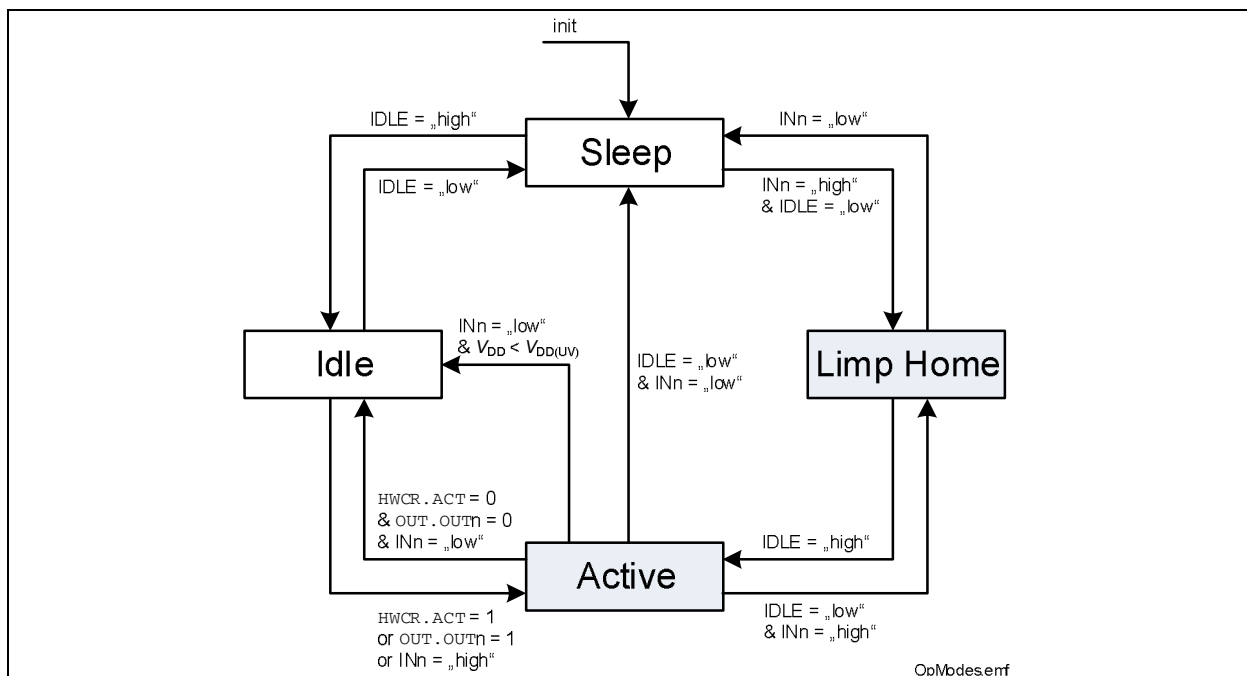 init
IDLE = „high“
Sleep
INn = „low“
IDLE = „low“
INn = „high“
& IDLE = „low“
Idle
INn = „low“
& VDD < VDD(UV)
IDLE = „low“
& INn = „low“
Limp Home
HWCR.ACT = 0
& OUT.OUTn = 0
& INn = „low“
Active
IDLE = „high“
HWCR.ACT = 1
or OUT.OUTn = 1
or INn = „high“
IDLE = „low“
& INn = „high“
OpModes.emf